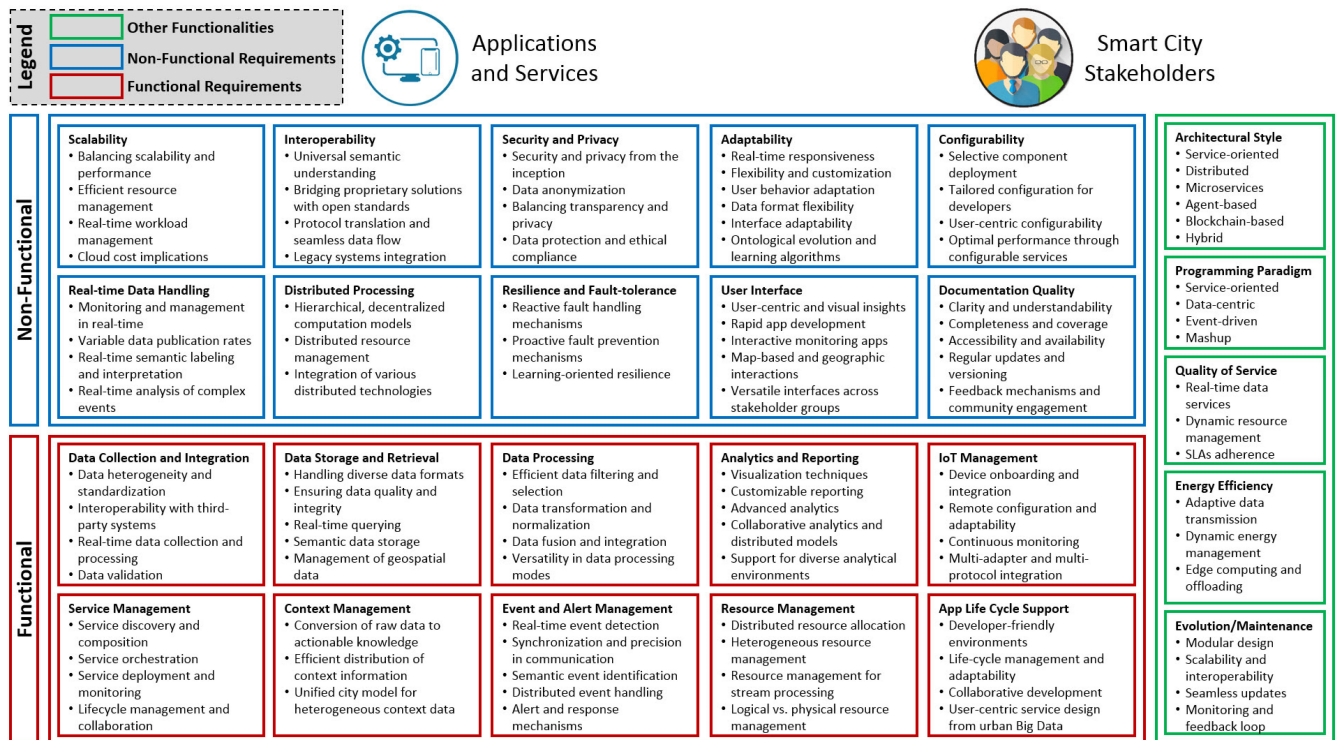 Legend
Other Functionalities
Non-Functional Requirements
Functional Requirements
Applications
and Services
Smart City
Stakeholders
Non-Functional
Scalability
• Balancing scalability and
performance
• Efficient resource
management
• Real-time workload
management
• Cloud cost implications
Interoperability
• Universal semantic
understanding
• Bridging proprietary solutions
with open standards
• Protocol translation and
seamless data flow
• Legacy systems integration
Security and Privacy
• Security and privacy from the
inception
• Data anonymization
• Balancing transparency and
privacy
• Data protection and ethical
compliance
Adaptability
• Real-time responsiveness
• Flexibility and customization
• User behavior adaptation
• Data format flexibility
• Interface adaptability
• Ontological evolution and
learning algorithms
Configurability
• Selective component
deployment
• Tailored configuration for
developers
• User-centric configurability
• Optimal performance through
configurable services
Real-time Data Handling
• Monitoring and management
in real-time
• Variable data publication rates
• Real-time semantic labeling
and interpretation
• Real-time analysis of complex
events
Distributed Processing
• Hierarchical, decentralized
computation models
• Distributed resource
management
• Integration of various
distributed technologies
Resilience and Fault-tolerance
• Reactive fault handling
mechanisms
• Proactive fault prevention
mechanisms
• Learning-oriented resilience
User Interface
• User-centric and visual insights
• Rapid app development
• Interactive monitoring apps
• Map-based and geographic
interactions
• Versatile interfaces across
stakeholder groups
Documentation Quality
• Clarity and understandability
• Completeness and coverage
• Accessibility and availability
• Regular updates and
versioning
• Feedback mechanisms and
community engagement
Functional
Data Collection and Integration
• Data heterogeneity and
standardization
• Interoperability with third-
party systems
• Real-time data collection and
processing
• Data validation
Data Storage and Retrieval
• Handling diverse data formats
• Ensuring data quality and
integrity
• Real-time querying
• Semantic data storage
• Management of geospatial
data
Data Processing
• Efficient data filtering and
selection
• Data transformation and
normalization
• Data fusion and integration
• Versatility in data processing
modes
Analytics and Reporting
• Visualization techniques
• Customizable reporting
• Advanced analytics
• Collaborative analytics and
distributed models
• Support for diverse analytical
environments
IoT Management
• Device onboarding and
integration
• Remote configuration and
adaptability
• Continuous monitoring
• Multi-adapter and multi-
protocol integration
Service Management
• Service discovery and
composition
• Service orchestration
• Service deployment and
monitoring
• Lifecycle management and
collaboration
Context Management
• Conversion of raw data to
actionable knowledge
• Efficient distribution of
context information
• Unified city model for
heterogeneous context data
Event and Alert Management
• Real-time event detection
• Synchronization and precision
in communication
• Semantic event identification
• Distributed event handling
• Alert and response
mechanisms
Resource Management
• Distributed resource allocation
• Heterogeneous resource
management
• Resource management for
stream processing
• Logical vs. physical resource
management
App Life Cycle Support
• Developer-friendly
environments
• Life-cycle management and
adaptability
• Collaborative development
• User-centric service design
from urban Big Data
Architectural Style
• Service-oriented
• Distributed
• Microservices
• Agent-based
• Blockchain-based
• Hybrid
Programming Paradigm
• Service-oriented
• Data-centric
• Event-driven
• Mashup
Quality of Service
• Real-time data
services
• Dynamic resource
management
• SLAs adherence
Energy Efficiency
• Adaptive data
transmission
• Dynamic energy
management
• Edge computing and
offloading
Evolution/Maintenance
• Modular design
• Scalability and
interoperability
• Seamless updates
• Monitoring and
feedback loop